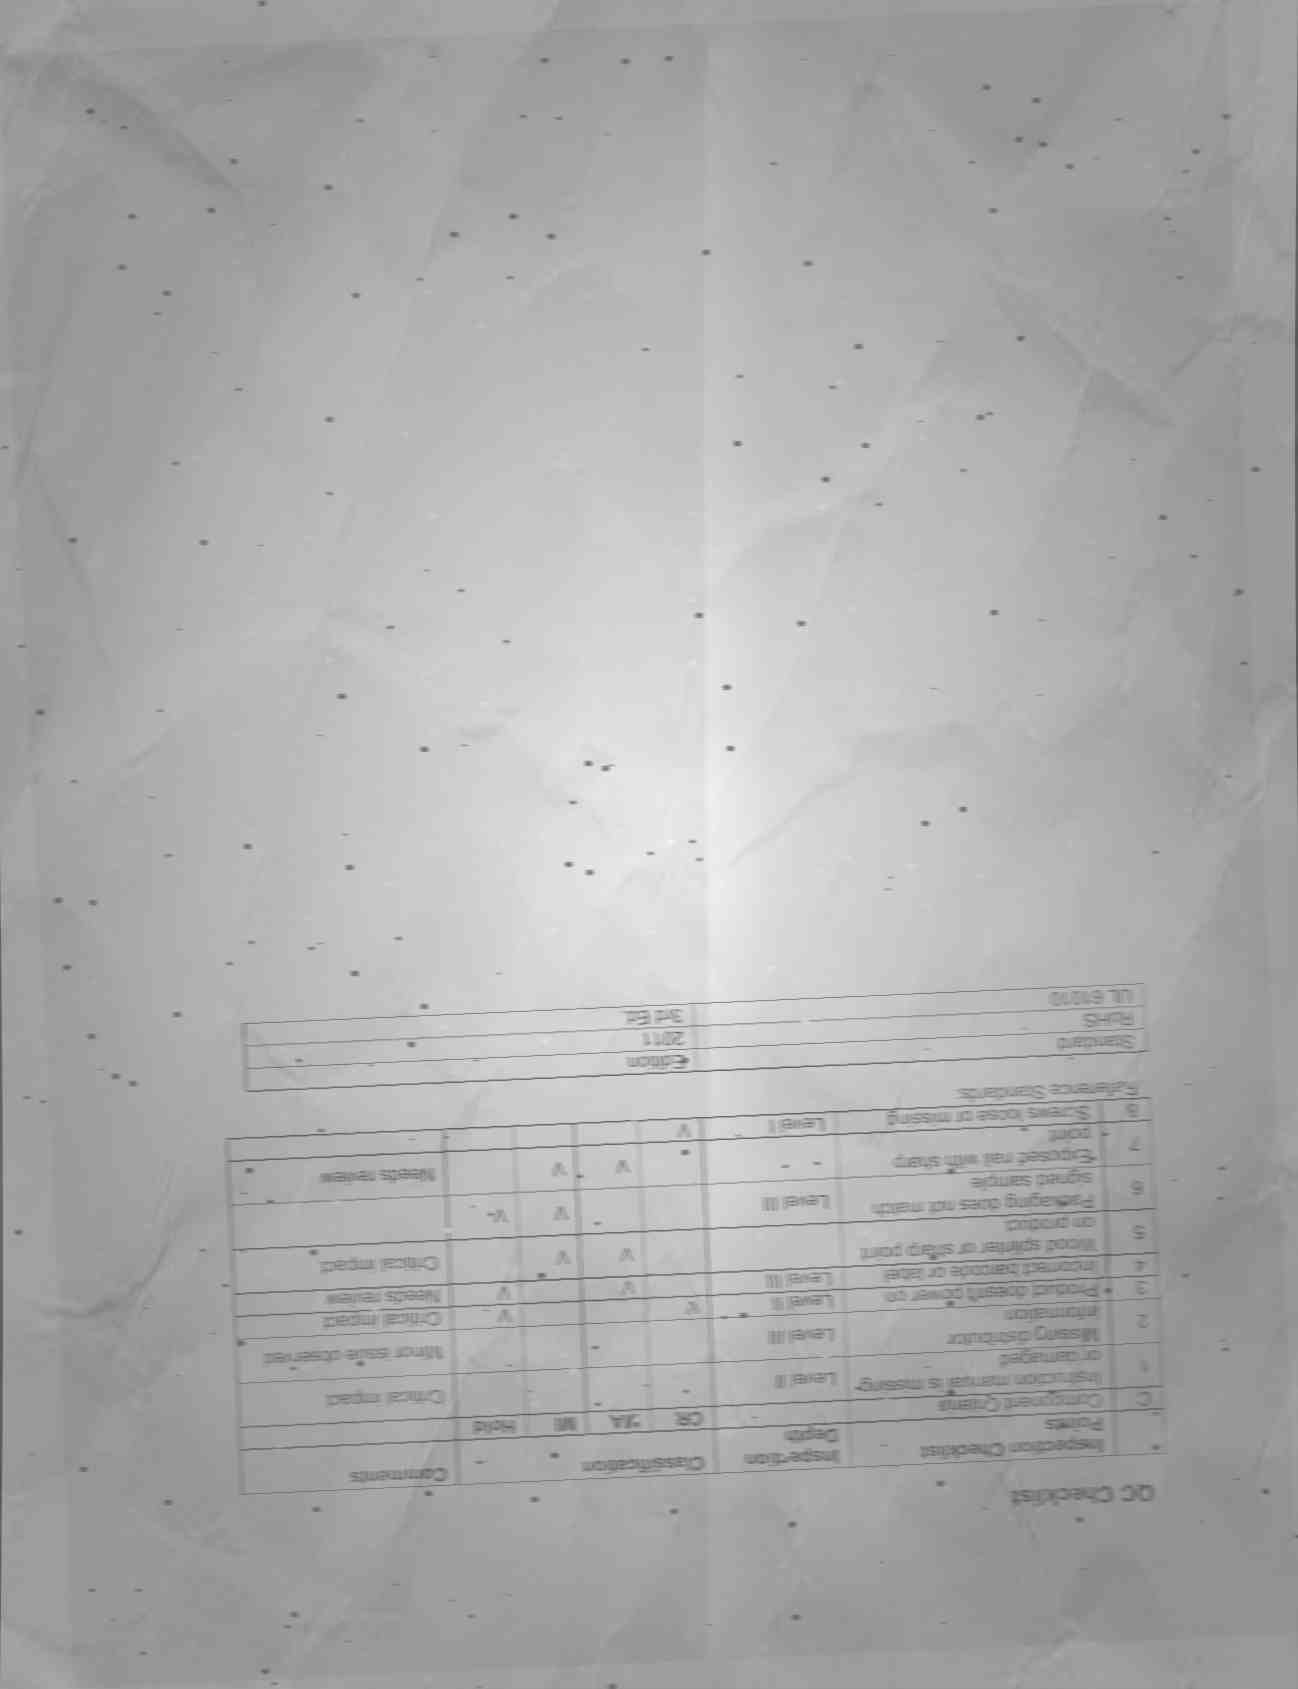 QC Checklist
Inspection Checklist Points Inspection Depth Classification Comments
C Component Criteria CR MA MI Hold
1 Instruction manual is missing or damaged Level II Critical impact
2 Missing distributor information Level III Minor issue observed
3 Product doesn't power on Level II V V Critical impact
4 Incorrect barcode or label Level III V V Needs review
5 Wood splinter or sharp point on product V V Critical impact
6 Packaging does not match signed sample Level III V V
7 Exposed nail with sharp point - V V Needs review
8 Screws loose or missing Level I V
Reference Standards
Standard Edition
RoHS 2011
UL 61010 3rd Ed.